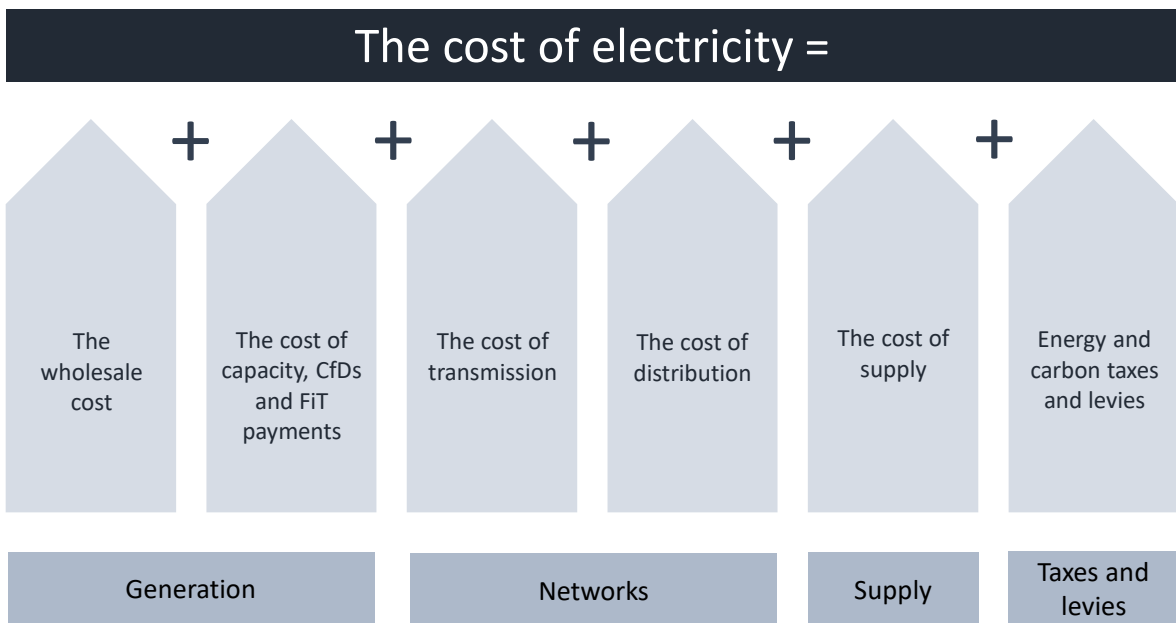 The cost of electricity =
+ + + + +
The
wholesale
cost
The cost of
capacity, CfDs
and FiT
payments
The cost of
transmission
The cost of
distribution
The cost of
supply
Energy and
carbon taxes
and levies
Generation
Networks
Supply
Taxes and
levies